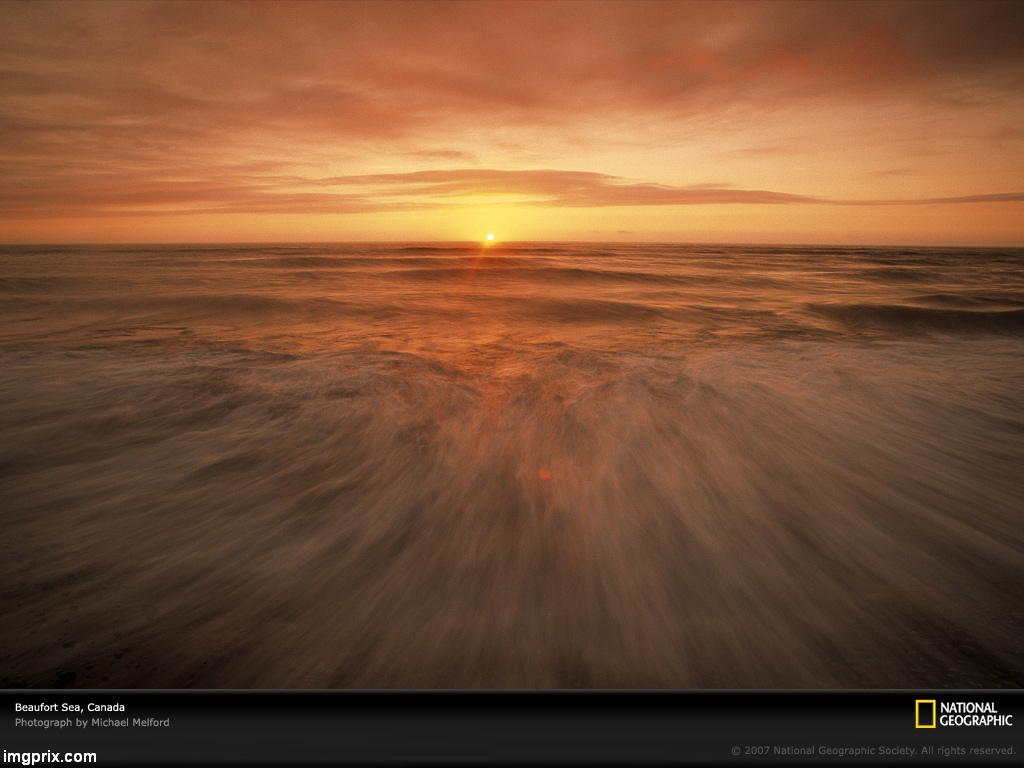 Beaufort Sea, Canada
Photograph by Michael Melford
NATIONAL
GEOGRAPHIC
© 2007 National Geographic Society. All rights reserved.
imgprix.com